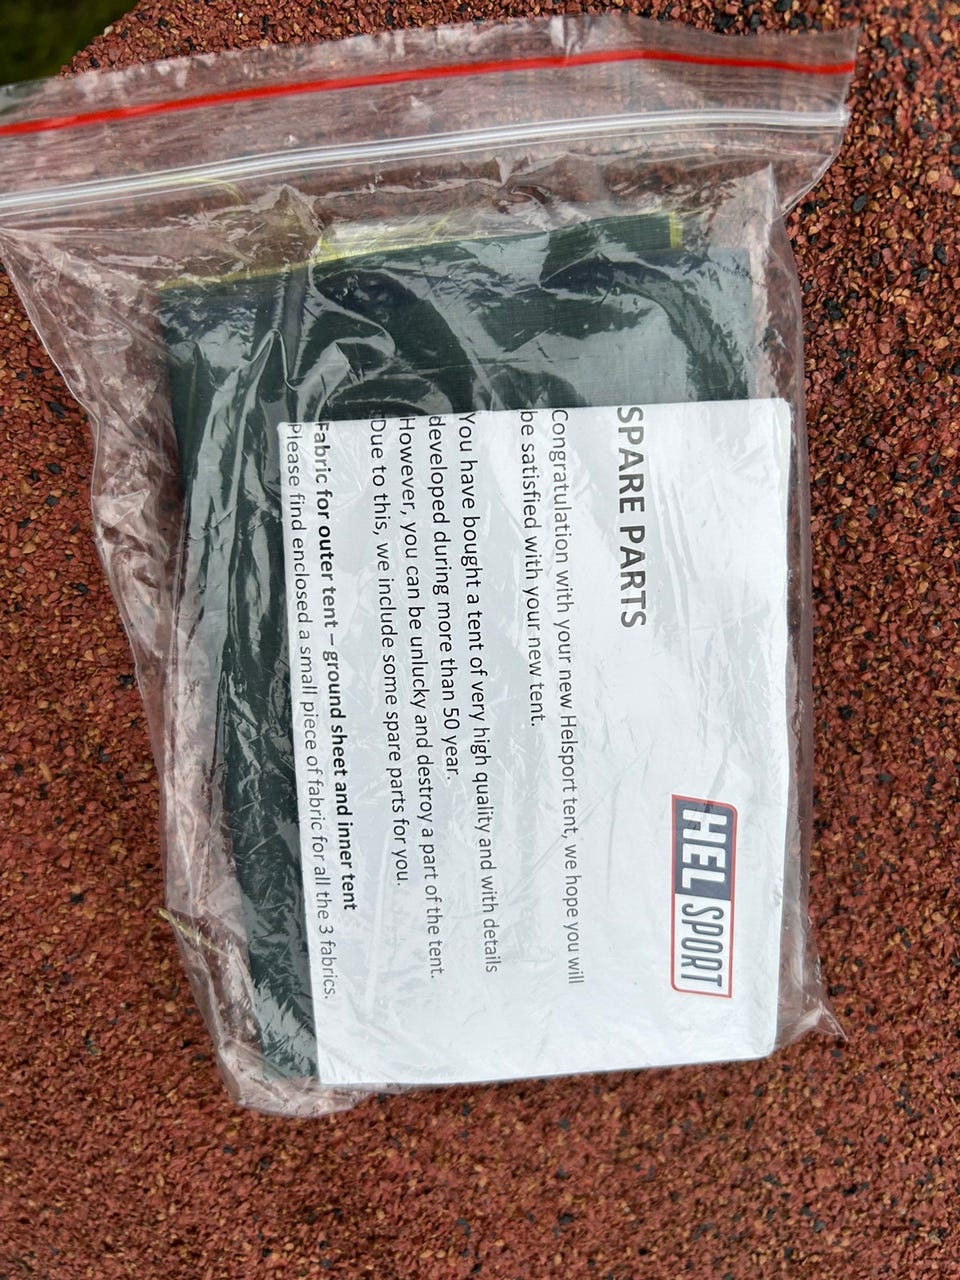 HELSPORT
SPARE PARTS
Congratulation with your new Helsport tent, we hope you will
be satisfied with your new tent.
You have bought a tent of very high quality and with details
developed during more than 50 year.
However, you can be unlucky and destroy a part of the tent.
Due to this, we include some spare parts for you.
Fabric for outer tent – ground sheet and inner tent
Please find enclosed a small piece of fabric for all the 3 fabrics.